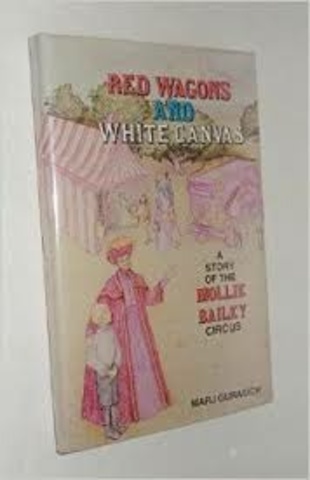 RED WAGONS
AND
WHITE CANVAS
A
STORY
OF THE
MOLLIE
BAILEY
CIRCUS
MARJ GURASICH